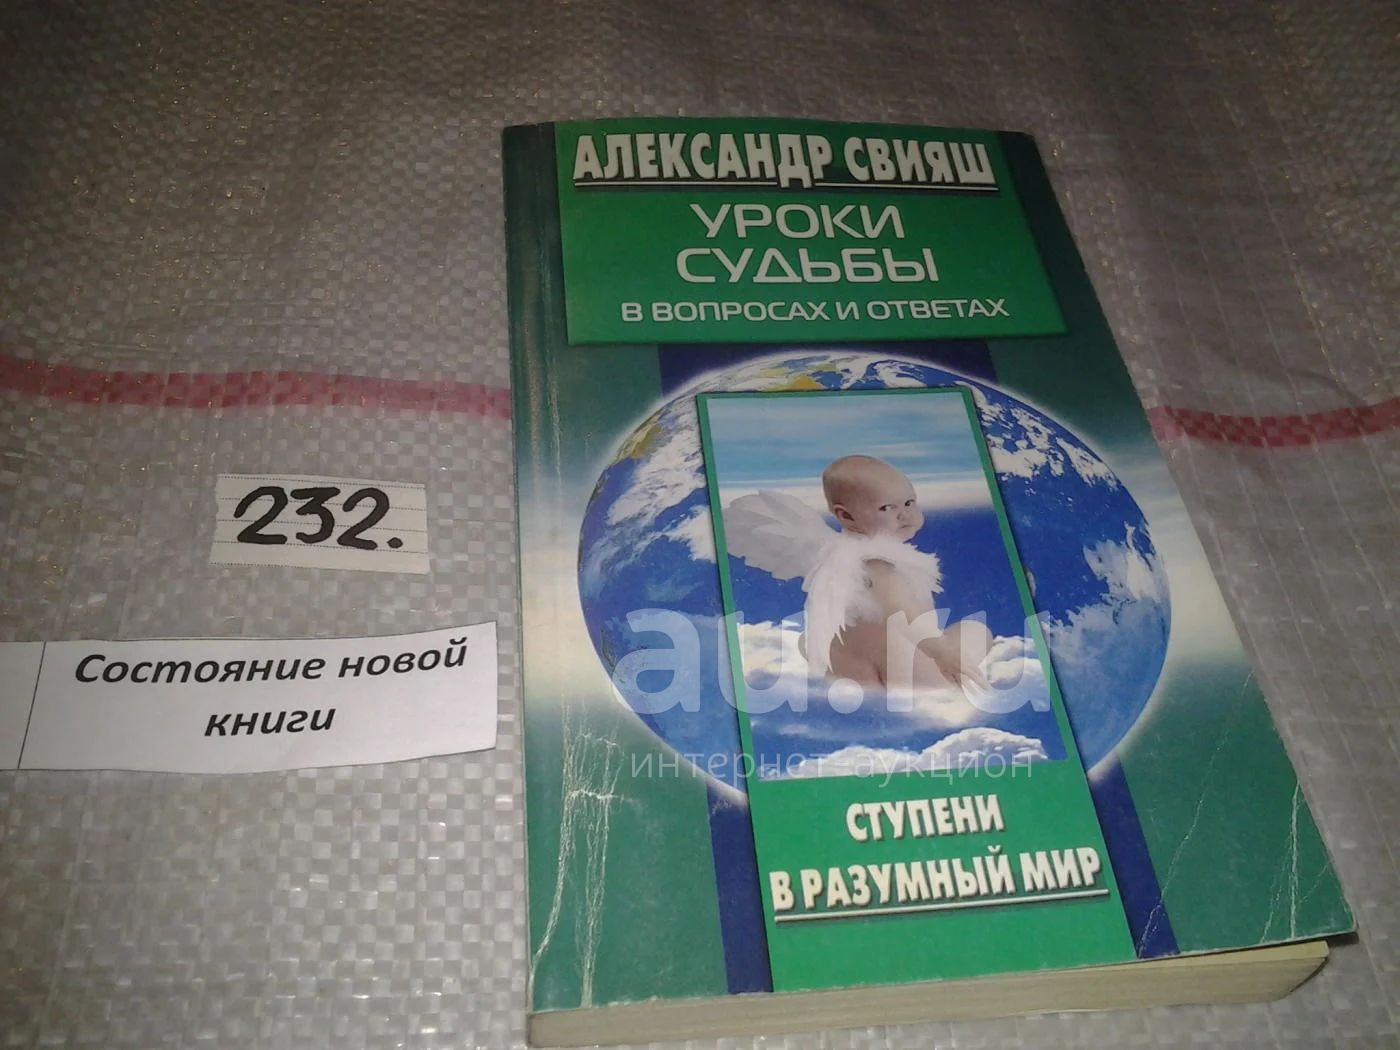 АЛЕКСАНДР СВИЯШ
УРОКИ
СУДЬБЫ
В ВОПРОСАХ И ОТВЕТАХ
232.
Состояние новой
книги
au.ru
интернет-аукцион
СТУПЕНИ
В РАЗУМНЫЙ МИР